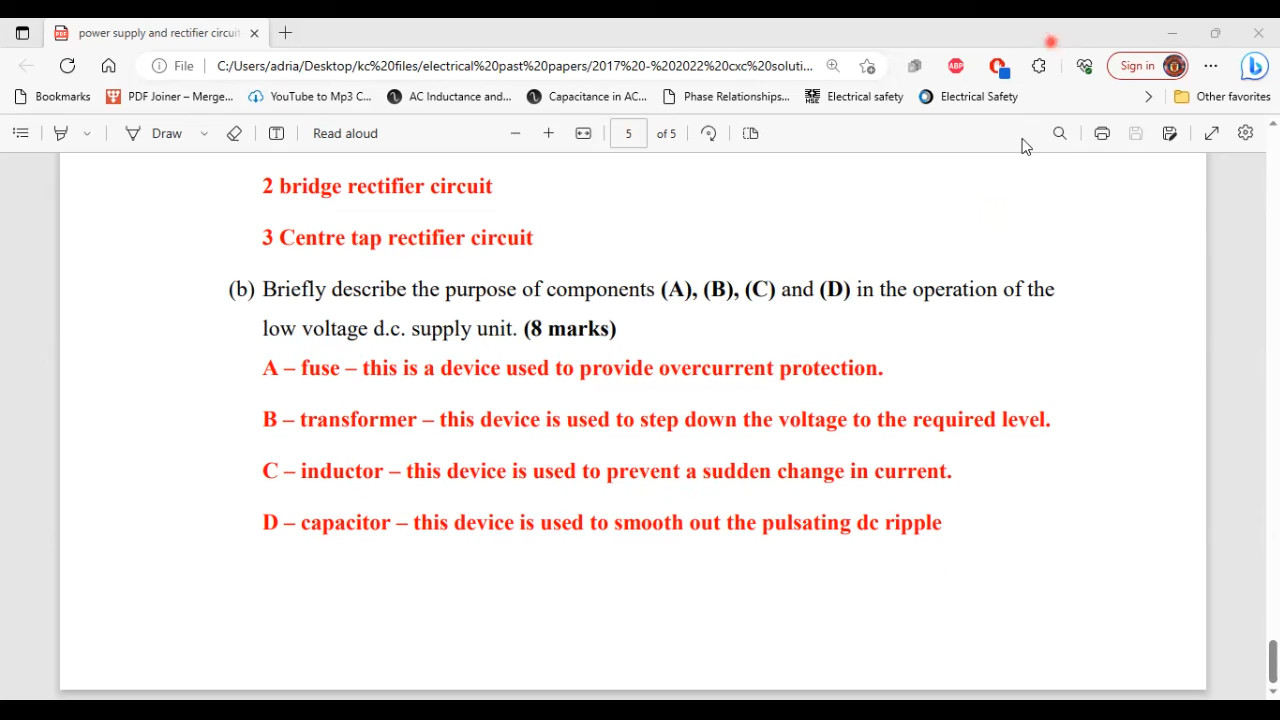 power supply and rectifier circui
File
C:/Users/adria/Desktop/kc%20files/electrical%20past%20papers/2017%20-%202022%20cxc%20soluti...
ABP
Sign in
Bookmarks
PDF Joiner – Merge...
YouTube to Mp3 C...
AC Inductance and...
Capacitance in AC...
Phase Relationships...
Electrical safety
Electrical Safety
Other favorites
Draw
Read aloud
5
of 5
2 bridge rectifier circuit
3 Centre tap rectifier circuit
(b) Briefly describe the purpose of components (A), (B), (C) and (D) in the operation of the
low voltage d.c. supply unit. (8 marks)
A – fuse – this is a device used to provide overcurrent protection.
B – transformer – this device is used to step down the voltage to the required level.
C – inductor – this device is used to prevent a sudden change in current.
D – capacitor – this device is used to smooth out the pulsating dc ripple